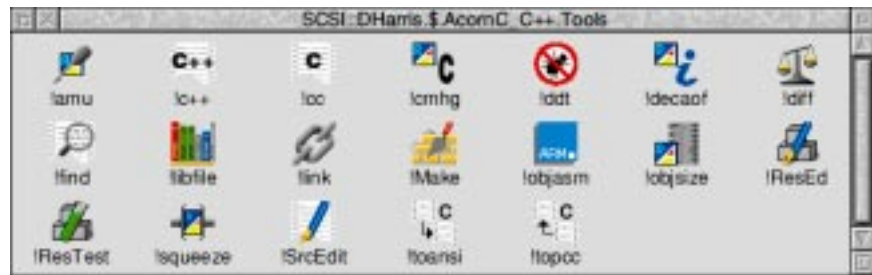 SCSI::DHarris.$.AcornC_C++.Tools
C++ C C
!amu !c++ !cc !cmhg !ddt !decaof !diff
ARM
!find !libfile !link !Make !objasm !objsize !ResEd
C C
!ResTest !squeeze !SrcEdit !toansi !topcc